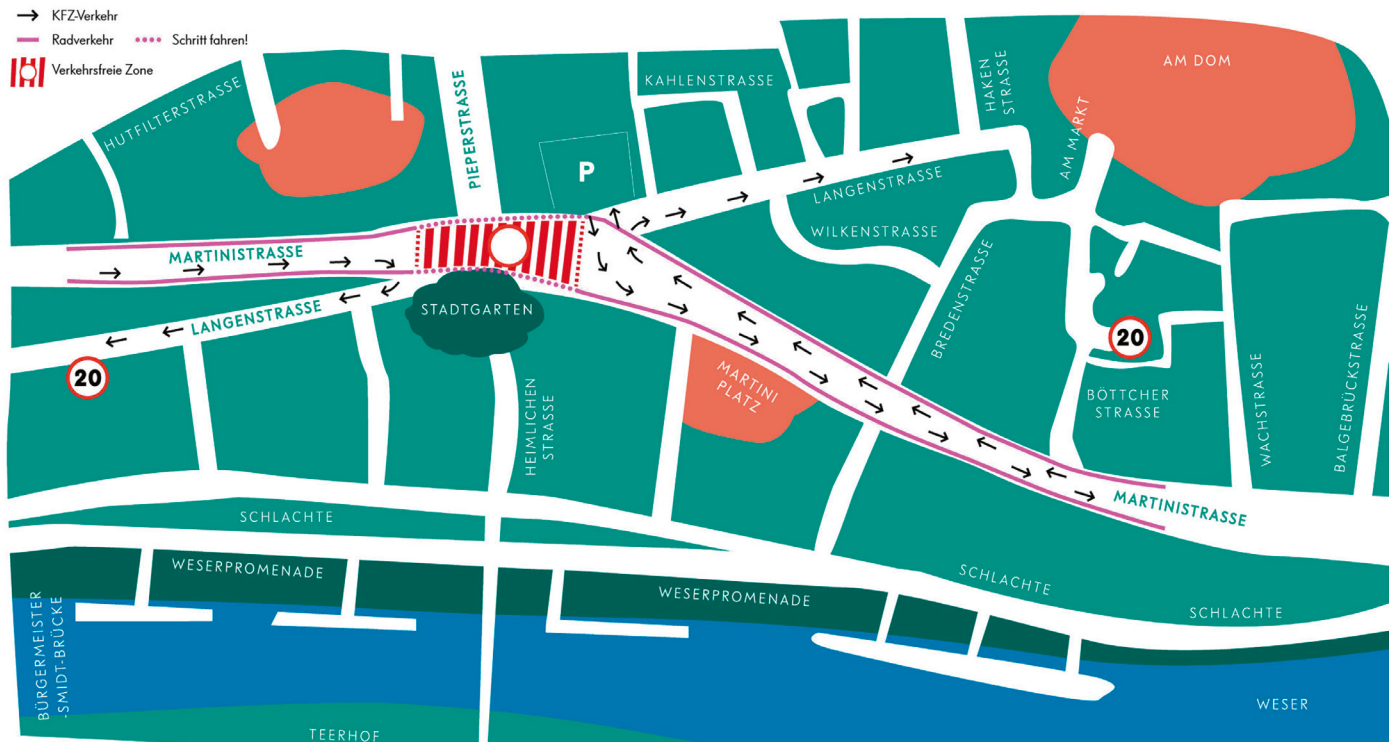 KFZ-Verkehr
Radverkehr
Schritt fahren!
Verkehrsfreie Zone
HUTFILTERSTRASSE
PIEPERSTRASSE
KAHLENSTRASSE
HAKEN
STRASSE
AM DOM
AM MARKT
P
LANGENSTRASSE
WILKENSTRASSE
MARTINISTRASSE
LANGENSTRASSE
STADTGARTEN
20
HEIMLICHEN
STRASSE
MARTINI
PLATZ
BREDENSTRASSE
20
BÖTTCHER
STRASSE
WACHSTRASSE
BALGEBRÜCKSTRASSE
MARTINISTRASSE
SCHLACHTE
WESERPROMENADE
WESERPROMENADE
SCHLACHTE
SCHLACHTE
BÜRGERMEISTER
-SMIDT-BRÜCKE
WESER
TEERHOF